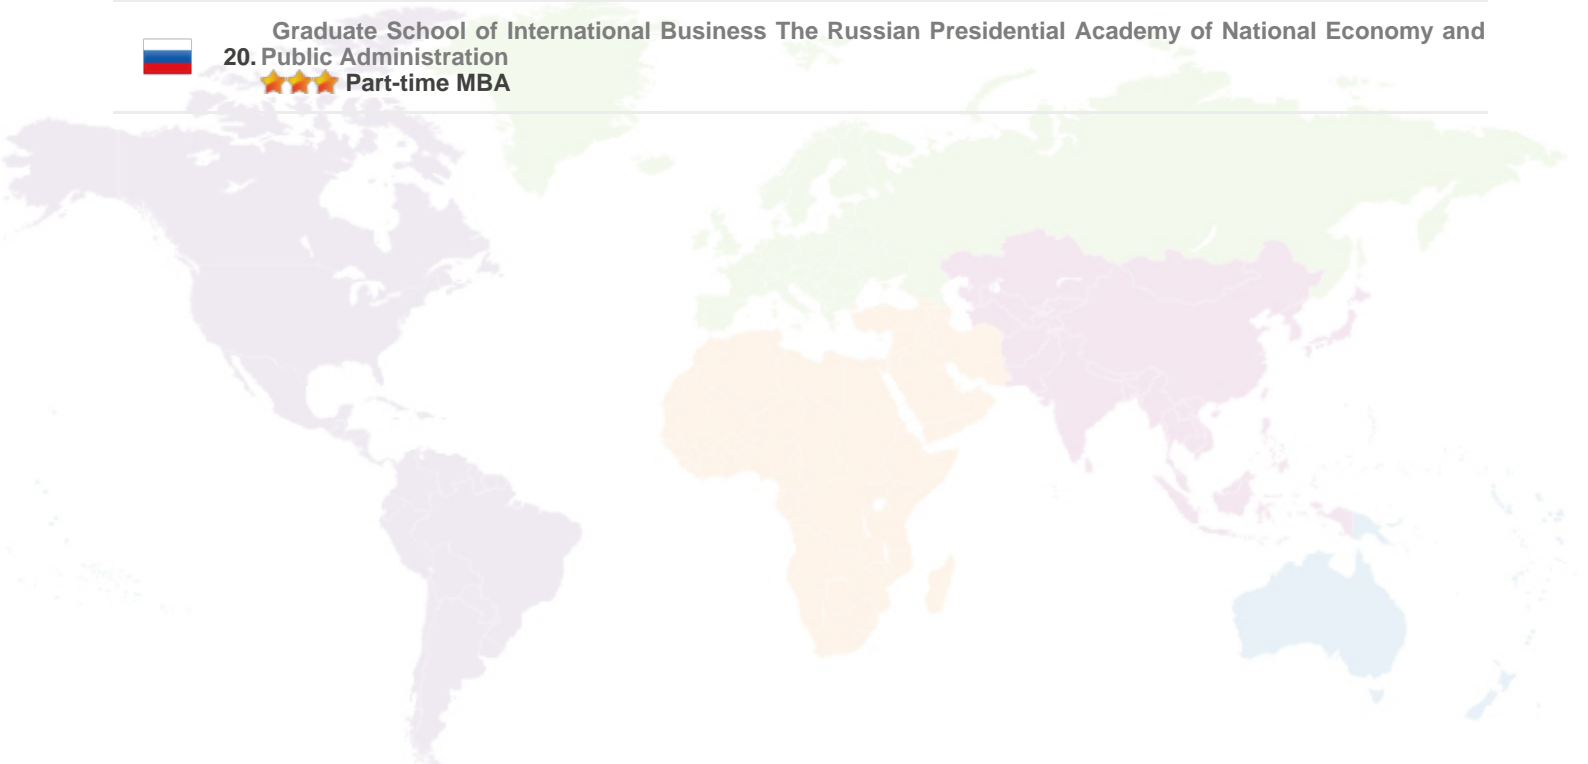 Graduate School of International Business The Russian Presidential Academy of National Economy and
20. Public Administration
Part-time MBA